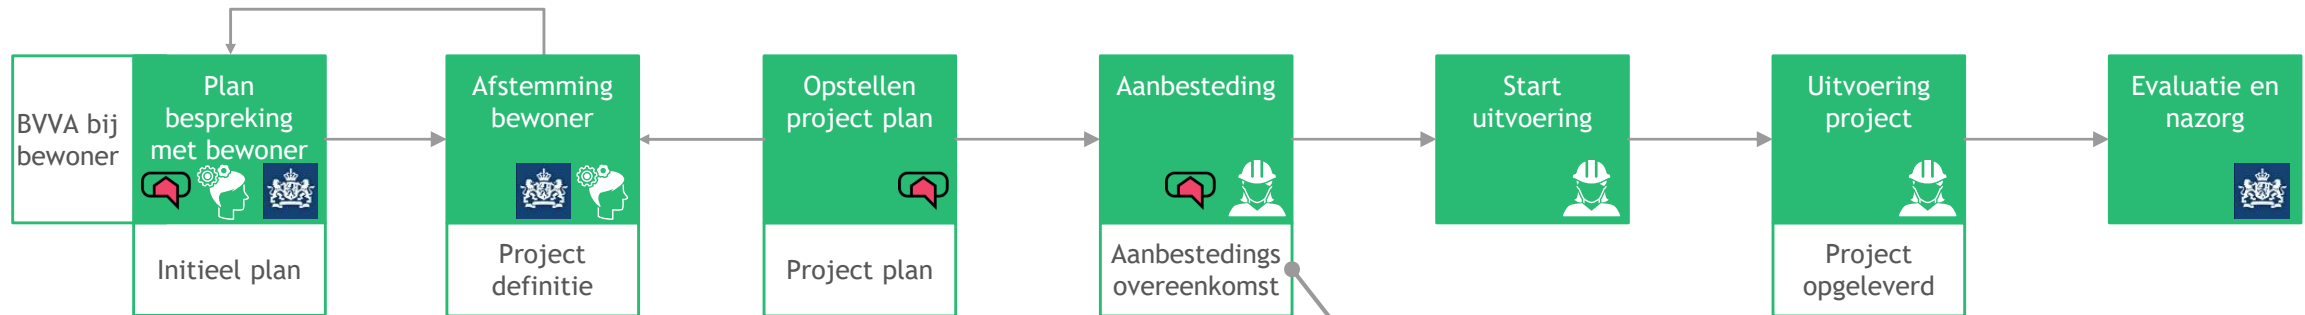 BVVA bij
bewoner
Plan
bespreking
met bewoner
Initieel plan
Afstemming
bewoner
Project
definitie
Opstellen
project plan
Project plan
Aanbesteding
Aanbestedings
overeenkomst
Start
uitvoering
Uitvoering
project
Project
opgeleverd
Evaluatie en
nazorg